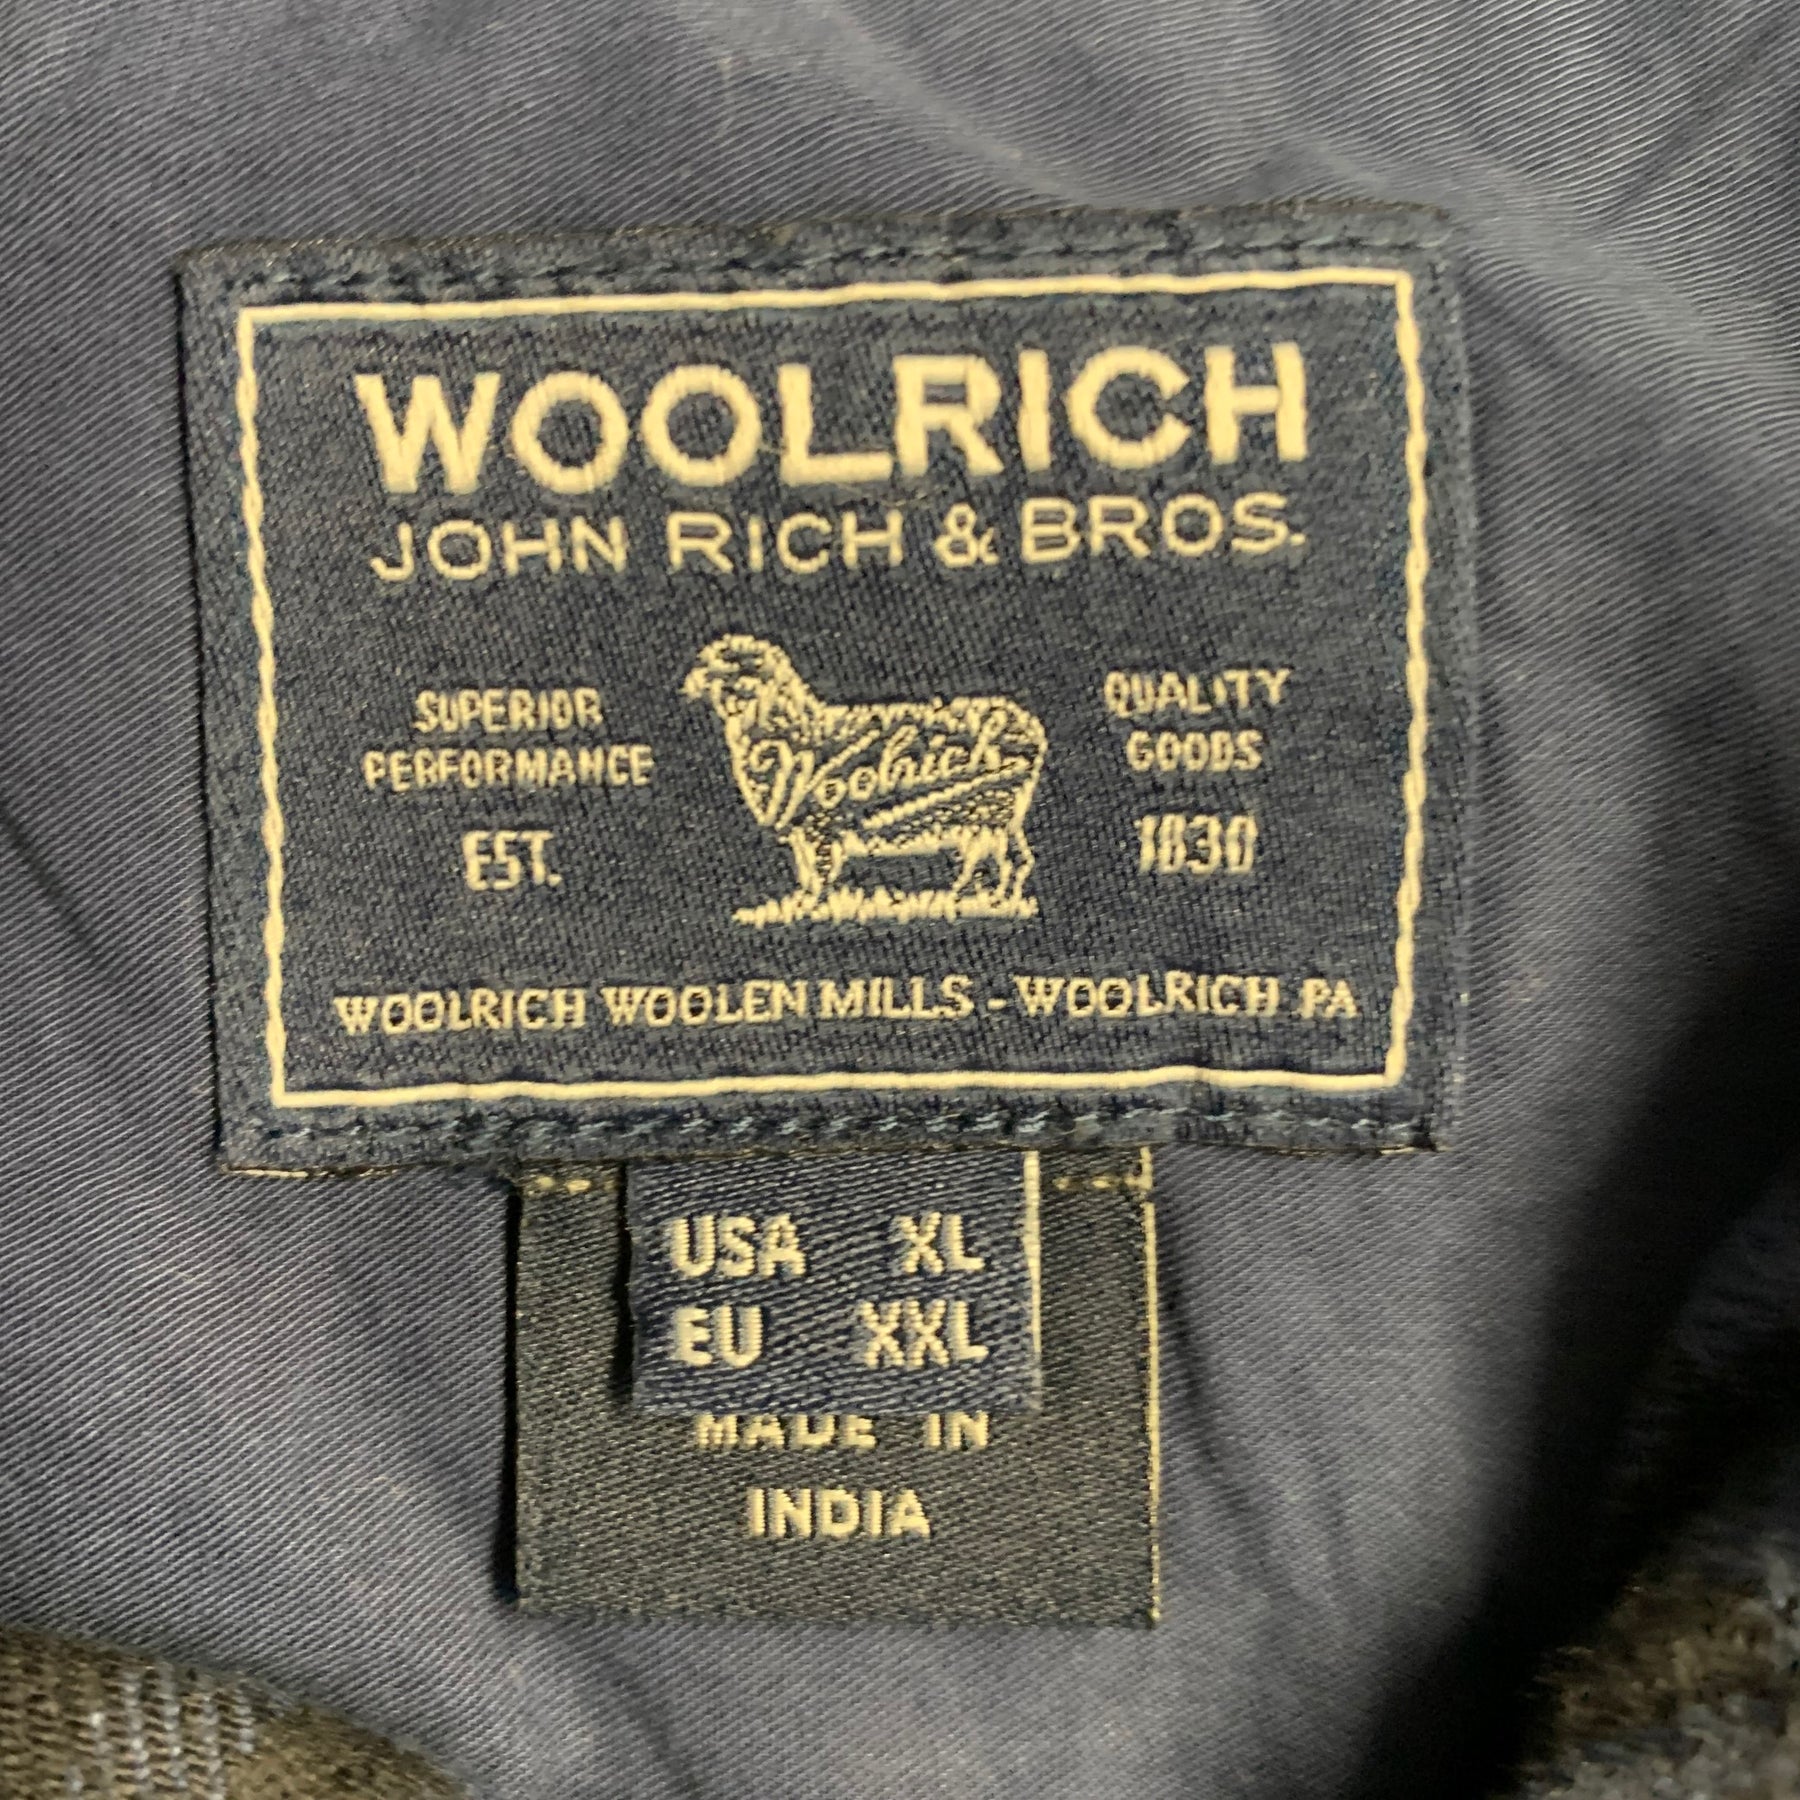 WOOLRICH
JOHN RICH & BROS.
SUPERIOR
PERFORMANCE
EST.
Woolrich
QUALITY
GOODS
1830
WOOLRICH WOOLEN MILLS - WOOLRICH PA
USA XL
EU XXL
MADE IN
INDIA